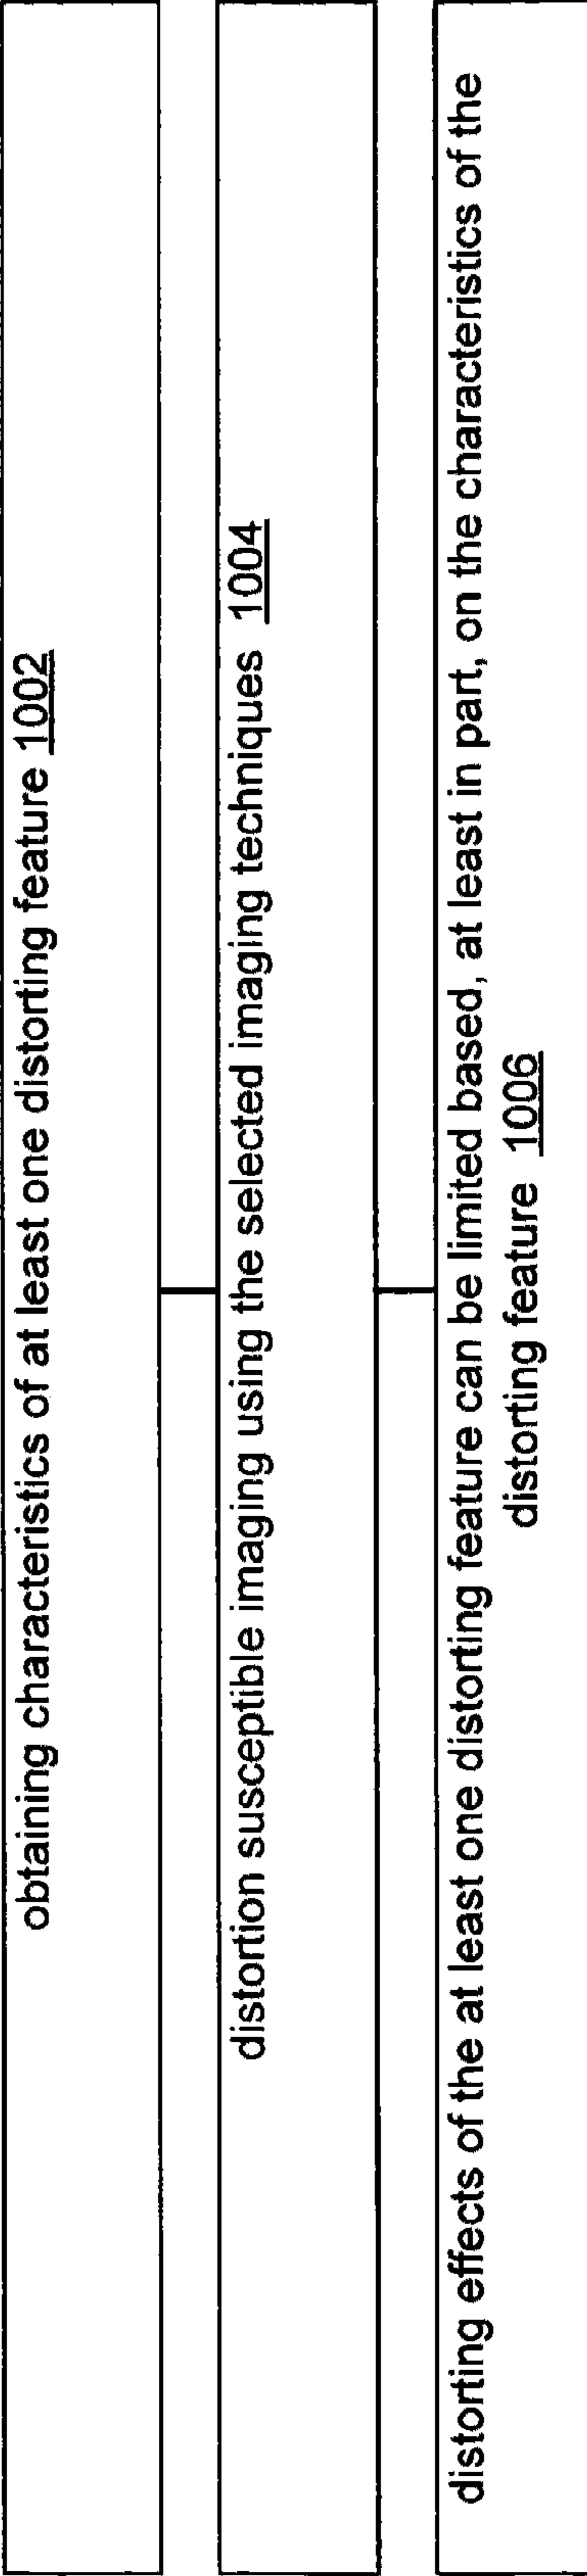 obtaining characteristics of at least one distorting feature 1002
distortion susceptible imaging using the selected imaging techniques 1004
distorting effects of the at least one distorting feature can be limited based, at least in part, on the characteristics of the
distorting feature 1006